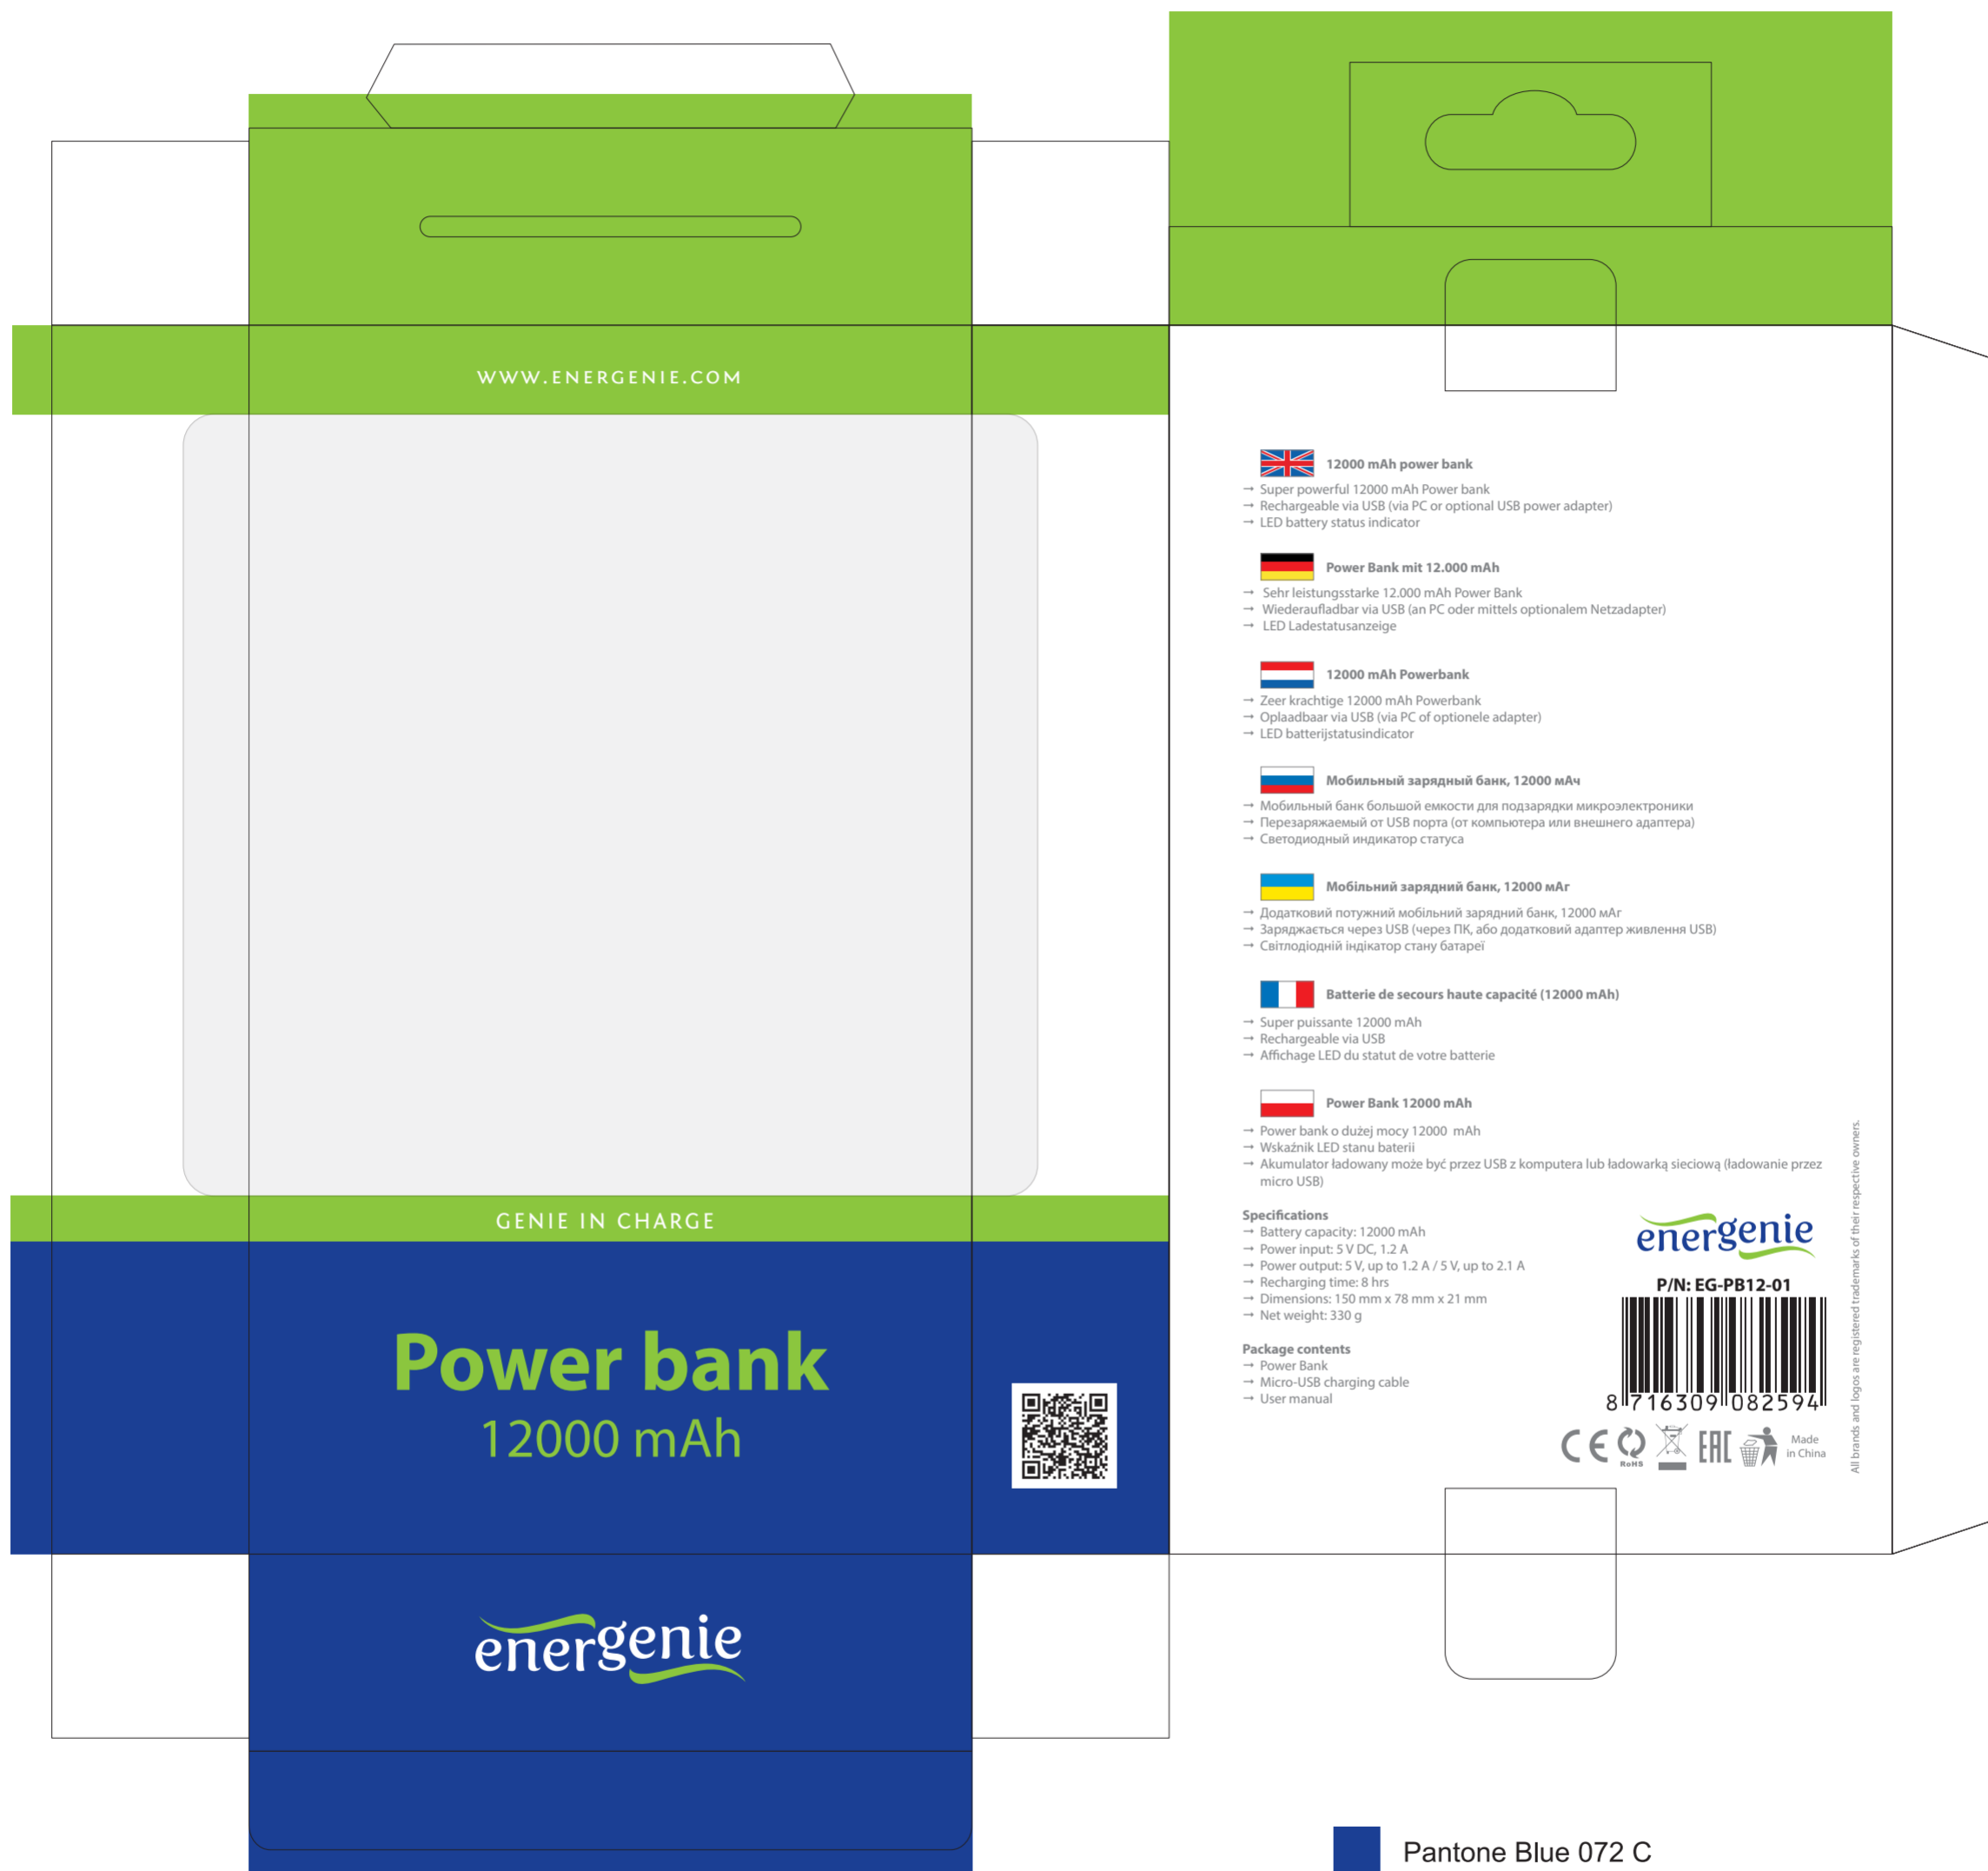 WWW.ENERGENIE.COM
GENIE IN CHARGE
Power bank
12000 mAh
energenie
12000 mAh power bank
→ Super powerful 12000 mAh Power bank
→ Rechargeable via USB (via PC or optional USB power adapter)
→ LED battery status indicator
Power Bank mit 12.000 mAh
→ Sehr leistungsstarke 12.000 mAh Power Bank
→ Wiederaufladbar via USB (an PC oder mittels optionalem Netzadapter)
→ LED Ladestatusanzeige
12000 mAh Powerbank
→ Zeer krachtige 12000 mAh Powerbank
→ Oplaadbaar via USB (via PC of optionele adapter)
→ LED batterijstatusindicator
Мобильный зарядный банк, 12000 мАч
→ Мобильный банк большой емкости для подзарядки микроэлектроники
→ Перезаряжаемый от USB порта (от компьютера или внешнего адаптера)
→ Светодиодный индикатор статуса
Мобільний зарядний банк, 12000 мАг
→ Додатковий потужний мобільний зарядний банк, 12000 мАг
→ Заряджається через USB (через ПК, або додатковий адаптер живлення USB)
→ Світлодіодній індікатор стану батареї
Batterie de secours haute capacité (12000 mAh)
→ Super puissante 12000 mAh
→ Rechargeable via USB
→ Affichage LED du statut de votre batterie
Power Bank 12000 mAh
→ Power bank o dużej mocy 12000 mAh
→ Wskaźnik LED stanu baterii
→ Akumulator ładowany może być przez USB z komputera lub ładowarką sieciową (ładowanie przez
micro USB)
Specifications
→ Battery capacity: 12000 mAh
→ Power input: 5 V DC, 1.2 A
→ Power output: 5 V, up to 1.2 A / 5 V, up to 2.1 A
→ Recharging time: 8 hrs
→ Dimensions: 150 mm x 78 mm x 21 mm
→ Net weight: 330 g
Package contents
→ Power Bank
→ Micro-USB charging cable
→ User manual
energenie
P/N: EG-PB12-01
8 716309 082594
CE
RoHS
EAC
Made
in China
All brands and logos are registered trademarks of their respective owners.
Pantone Blue 072 C